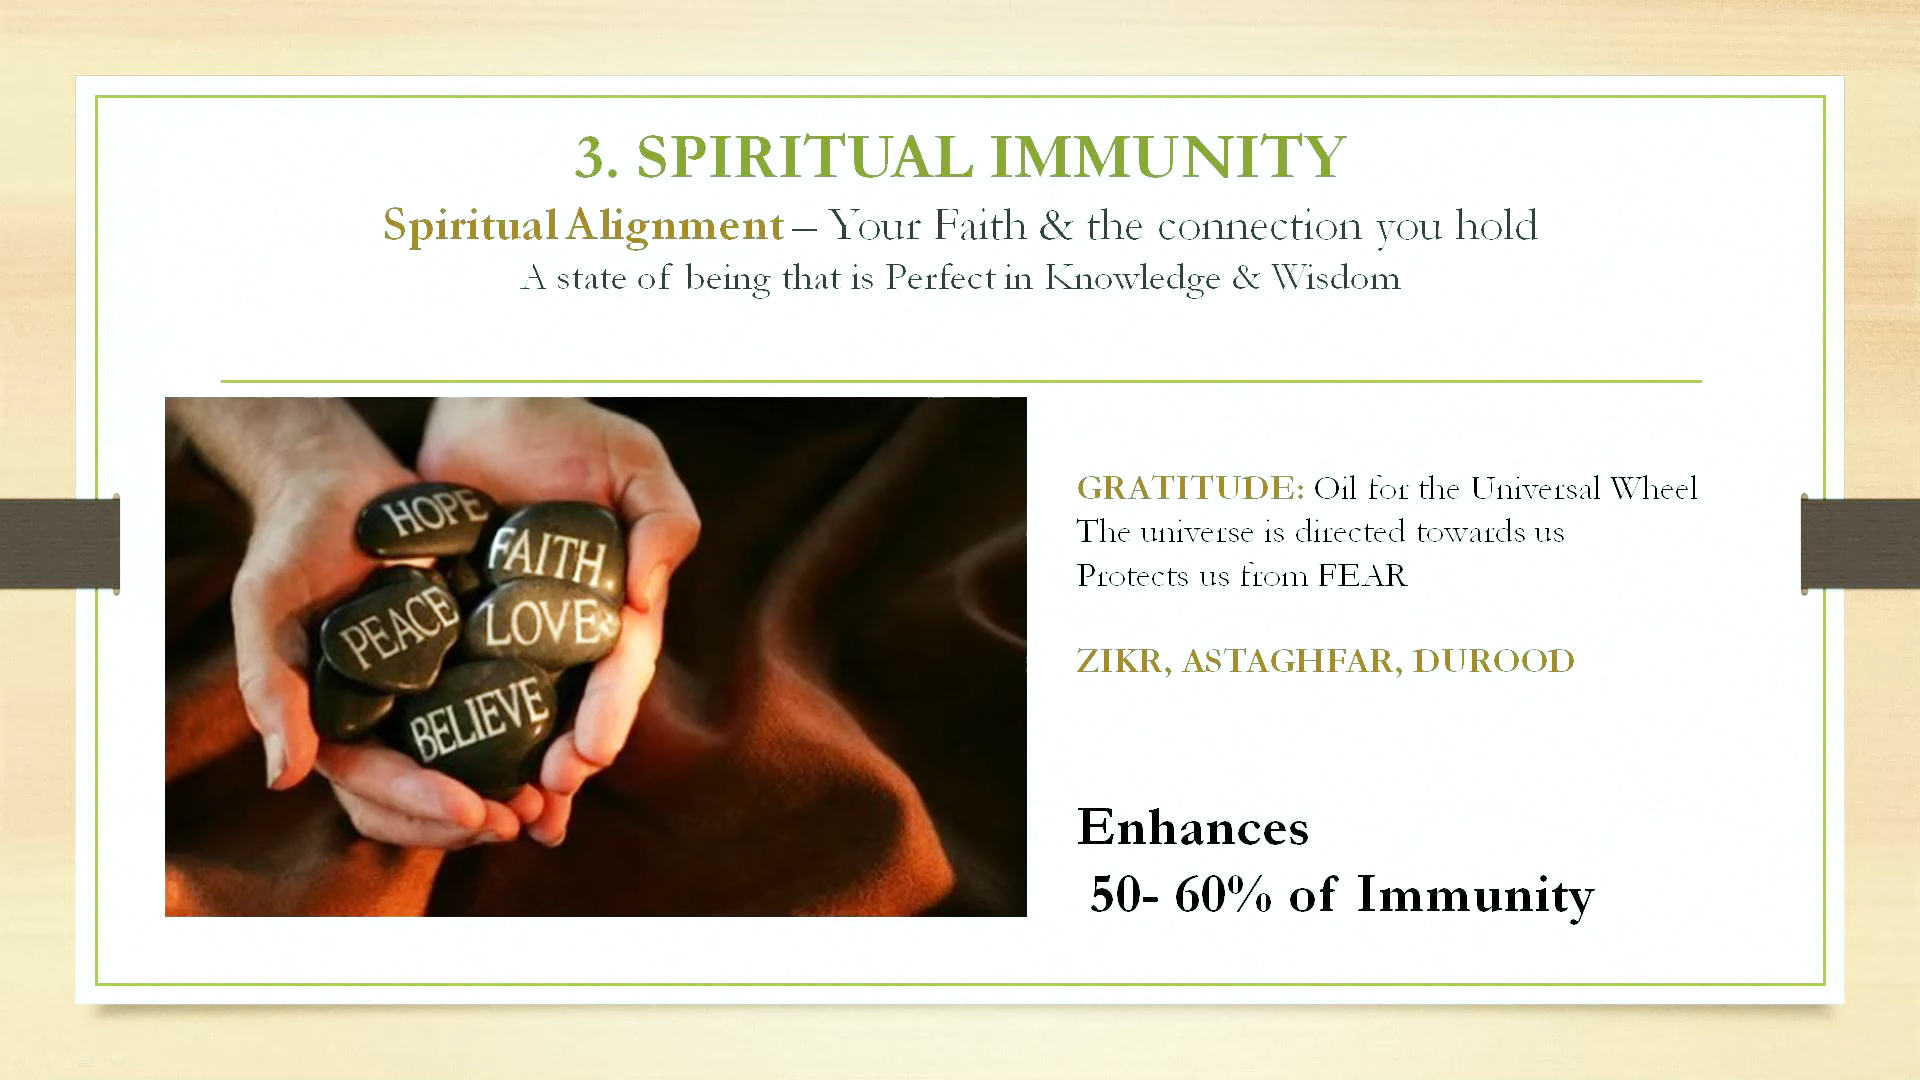 3. SPIRITUAL IMMUNITY
Spiritual Alignment – Your Faith & the connection you hold
A state of being that is Perfect in Knowledge & Wisdom
HOPE
FAITH
PEACE
LOVE
BELIEVE
GRATITUDE: Oil for the Universal Wheel
The universe is directed towards us
Protects us from FEAR
ZIKR, ASTAGHFAR, DUROOD
Enhances
50- 60% of Immunity